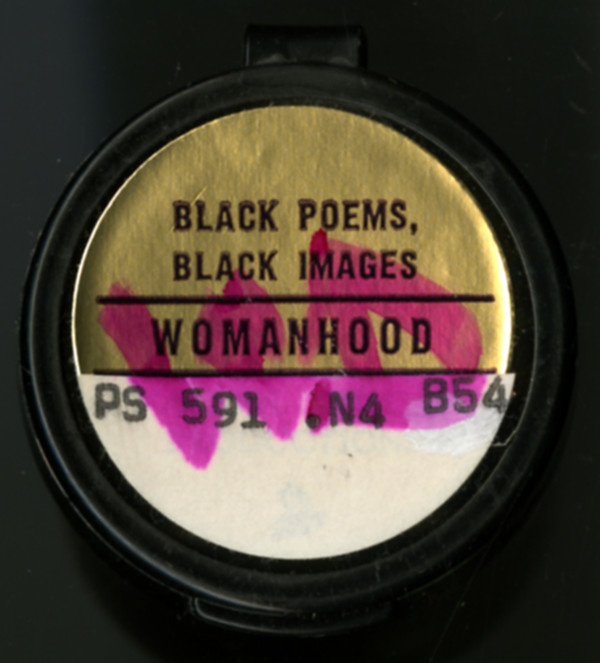 BLACK POEMS,
BLACK IMAGES
WOMANHOOD
PS 591 .N4 B54